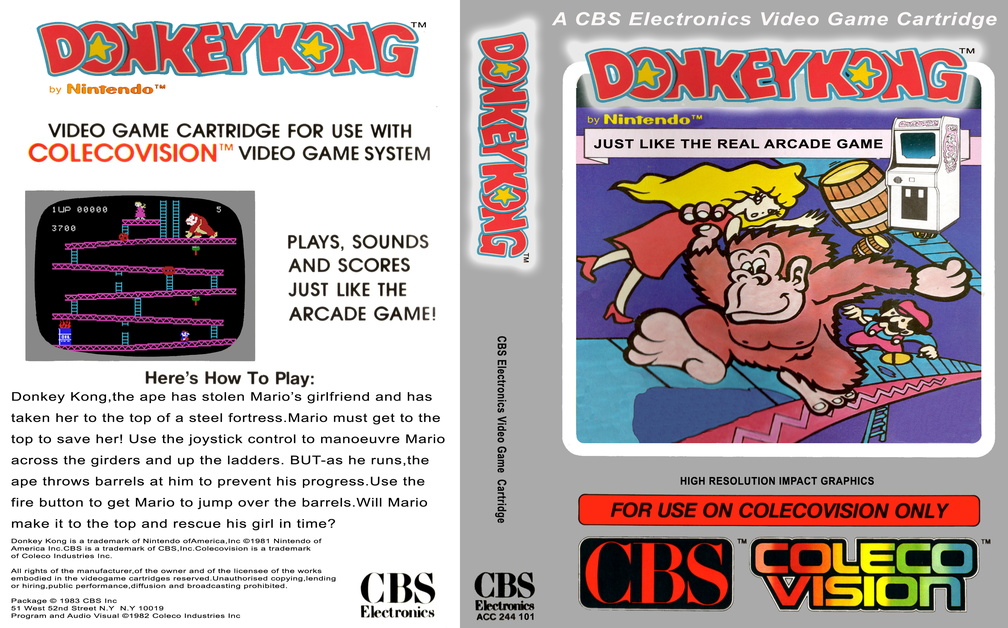 DONKEY KONG™
by Nintendo™
VIDEO GAME CARTRIDGE FOR USE WITH
COLECOVISION™ VIDEO GAME SYSTEM
1UP 00000
5
3700
PLAYS, SOUNDS
AND SCORES
JUST LIKE THE
ARCADE GAME!
Here's How To Play:
Donkey Kong,the ape has stolen Mario's girlfriend and has
taken her to the top of a steel fortress.Mario must get to the
top to save her! Use the joystick control to manoeuvre Mario
across the girders and up the ladders. BUT-as he runs,the
ape throws barrels at him to prevent his progress.Use the
fire button to get Mario to jump over the barrels.Will Mario
make it to the top and rescue his girl in time?
Donkey Kong is a trademark of Nintendo ofAmerica,Inc ©1981 Nintendo of
America Inc.CBS is a trademark of CBS,Inc.Colecovision is a trademark
of Coleco Industries Inc.
All rights of the manufacturer,of the owner and of the licensee of the works
embodied in the videogame cartridges reserved.Unauthorised copying,lending
or hiring,public performance,diffusion and broadcasting prohibited.
Package © 1983 CBS Inc
51 West 52nd Street N.Y N.Y 10019
Program and Audio Visual ©1982 Coleco Industries Inc
CBS
Electronics
DONKEY KONG™
CBS Electronics Video Game Cartridge
CBS
Electronics
ACC 244 101
A CBS Electronics Video Game Cartridge
DONKEY KONG™
by Nintendo™
JUST LIKE THE REAL ARCADE GAME
HIGH RESOLUTION IMPACT GRAPHICS
FOR USE ON COLECOVISION ONLY
CBS™
COLECO™
VISION